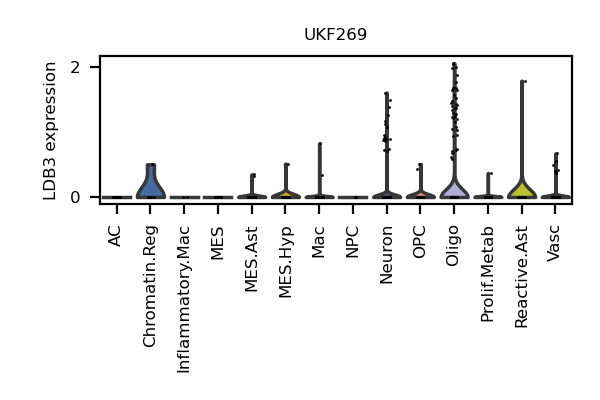 UKF269
LDB3 expression
2
0
AC
Chromatin.Reg
Inflammatory.Mac
MES
MES.Ast
MES.Hyp
Mac
NPC
Neuron
OPC
Oligo
Prolif.Metab
Reactive.Ast
Vasc